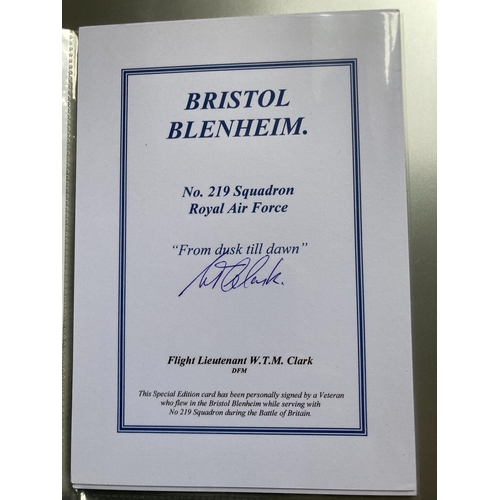 BRISTOL
BLENHEIM.
No. 219 Squadron
Royal Air Force
“From dusk till dawn”
W T Clark.
Flight Lieutenant W.T.M. Clark
DFM
This Special Edition card has been personally signed by a Veteran
who flew in the Bristol Blenheim while serving with
No 219 Squadron during the Battle of Britain.